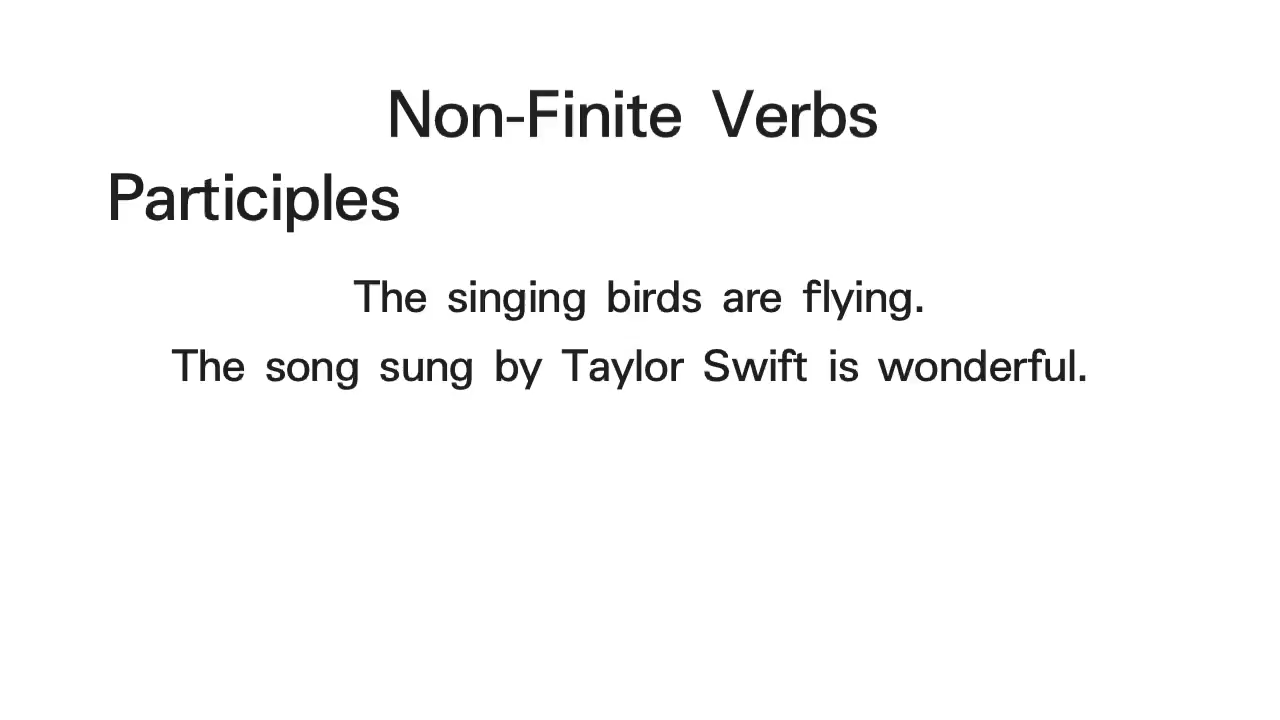 Non-Finite Verbs
Participles
The singing birds are flying.
The song sung by Taylor Swift is wonderful.